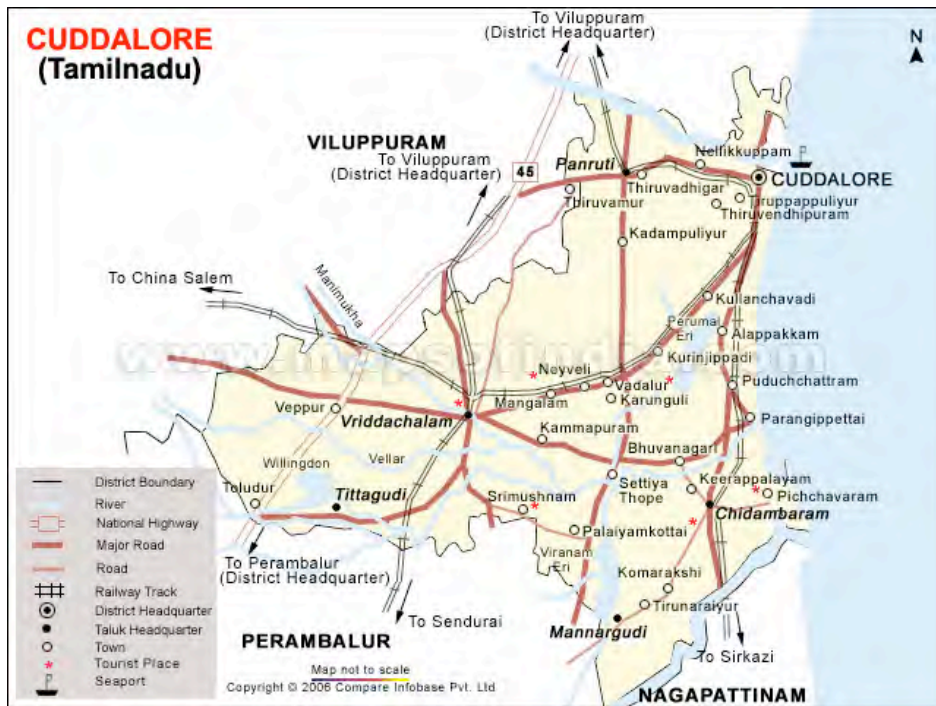 CUDDALORE
(Tamilnadu)
To Viluppuram
(District Headquarter)
N
VILUPPURAM
To Viluppuram
(District Headquarter)
45
Panruti
Nellikkuppam
CUDDALORE
Thiruvadhigar
Tiruppappuliyur
Thiruvamur
Thiruvendhipuram
Kadampuliyur
To China Salem
Manimukha
Kullanchavadi
Perumal
Eri
Alappakkam
www.mapsofindia.com
Kurinjippadi
Neyveli
Vadalur
Puduchchattram
Mangalam
Karunguli
Veppur
Vriddachalam
Parangippettai
Kammapuram
Bhuvanagari
Willingdon
Vellar
Settiya
Thope
Keerappalayam
Toludur
Tittagudi
Srimushnam
Pichchavaram
Chidambaram
Palaiyamkottai
Viranam
Eri
To Perambalur
(District Headquarter)
Komarakshi
Tirunaraiyur
To Sendurai
Mannargudi
PERAMBALUR
To Sirkazi
NAGAPATTINAM
District Boundary
River
National Highway
Major Road
Road
Railway Track
District Headquarter
Taluk Headquarter
Town
Tourist Place
Seaport
Map not to scale
Copyright © 2006 Compare Infobase Pvt. Ltd